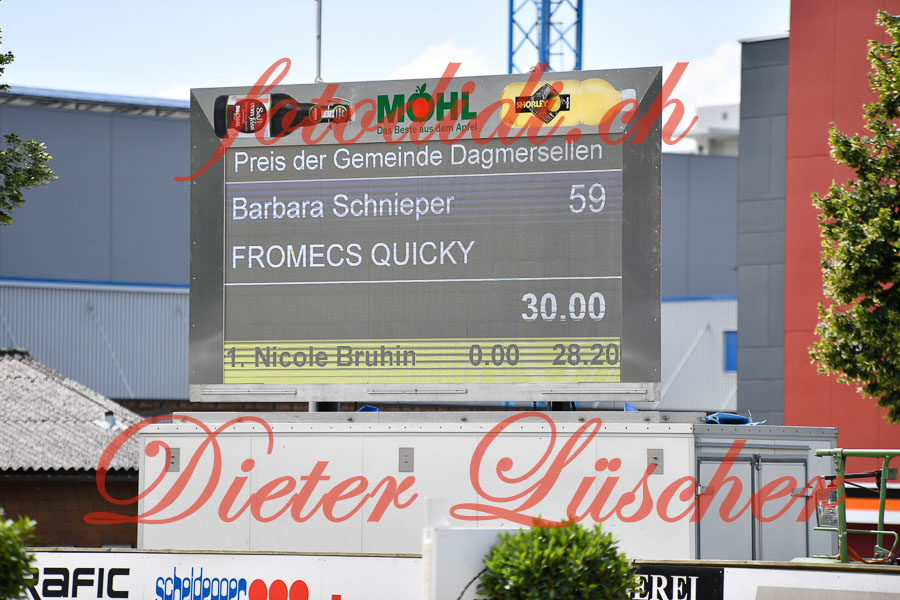 fotodidi.ch
MÖHL
Das Beste aus dem Apfel
SHORLEY
Preis der Gemeinde Dagmersellen
Barbara Schnieper 59
FROMECS QUICKY
30.00
1. Nicole Bruhin 0.00 28.20
Dieter Lüscher
RAFIC scheidegger EREI